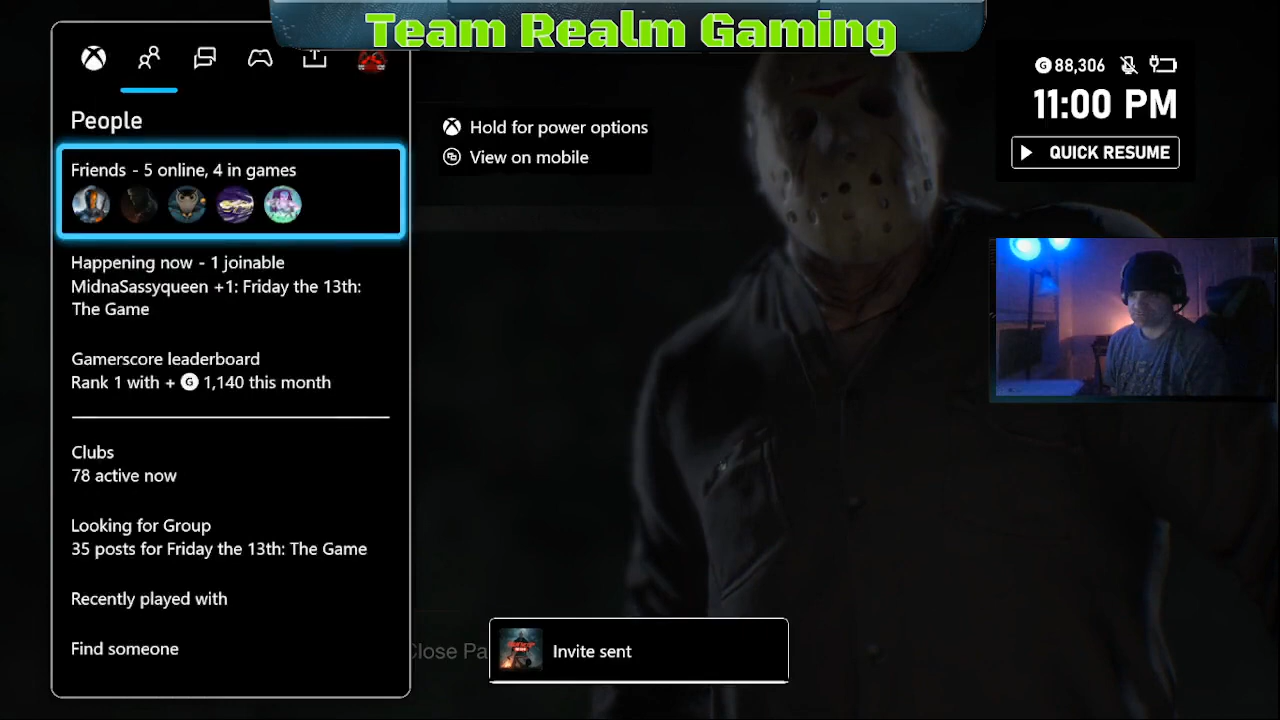 Team Realm Gaming
People
Friends - 5 online, 4 in games
Happening now - 1 joinable
MidnaSassyqueen +1: Friday the 13th:
The Game
Gamerscore leaderboard
Rank 1 with + G 1,140 this month
Clubs
78 active now
Looking for Group
35 posts for Friday the 13th: The Game
Recently played with
Find someone
Hold for power options
View on mobile
G 88,306
11:00 PM
QUICK RESUME
Close Pa
Invite sent